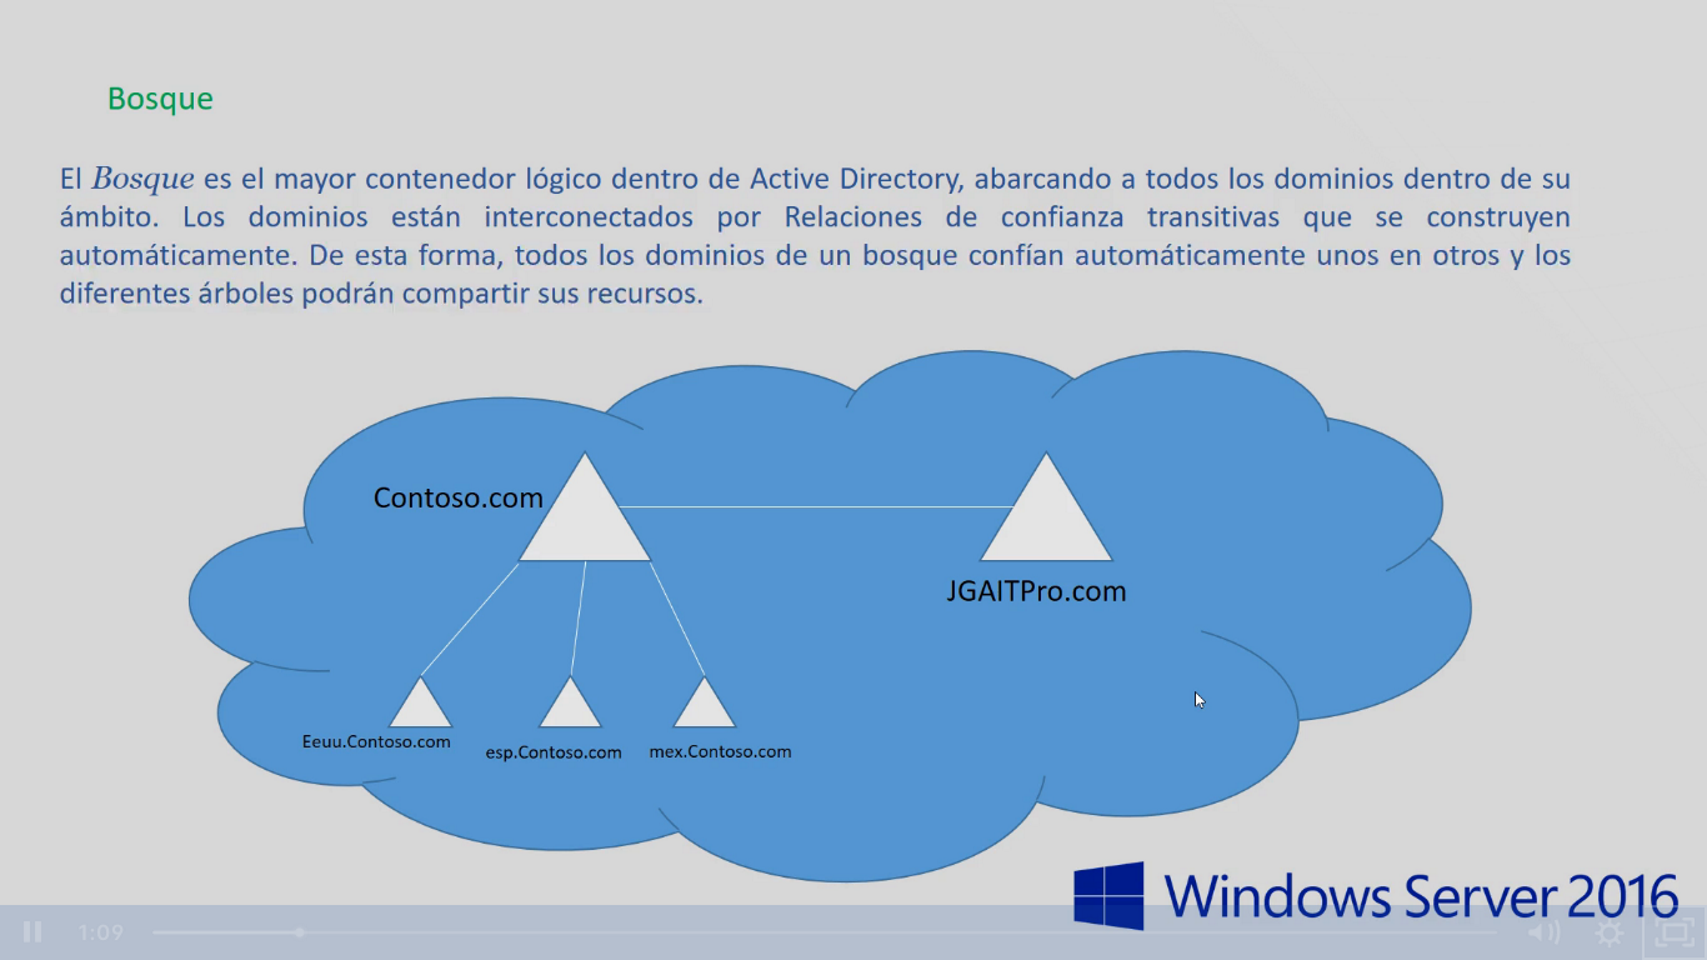 Bosque
El Bosque es el mayor contenedor lógico dentro de Active Directory, abarcando a todos los dominios dentro de su
ámbito. Los dominios están interconectados por Relaciones de confianza transitivas que se construyen
automáticamente. De esta forma, todos los dominios de un bosque confían automáticamente unos en otros y los
diferentes árboles podrán compartir sus recursos.
Contoso.com
JGAITPro.com
Eeuu.Contoso.com
esp.Contoso.com
mex.Contoso.com
Windows Server 2016
1:09